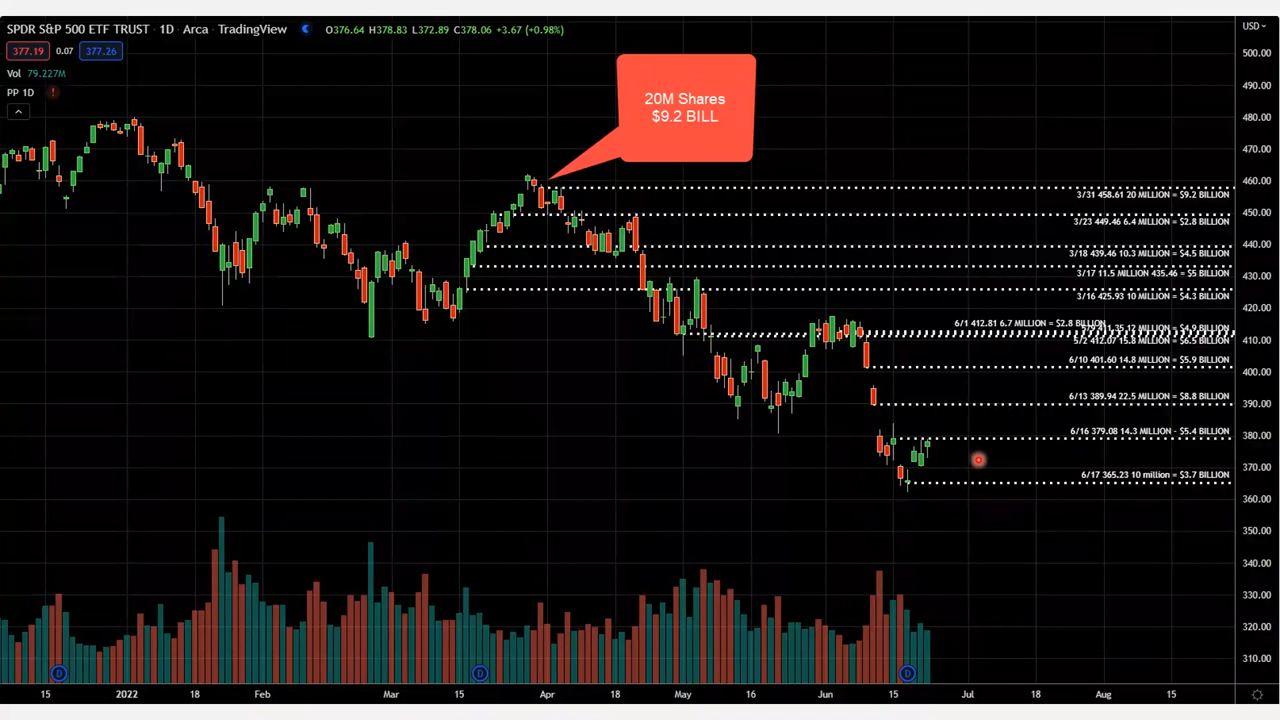 SPDR S&P 500 ETF TRUST · 1D · Arca · TradingView O376.64 H378.83 L372.89 C378.06 +3.67 (+0.98%)
USD
377.19 0.07 377.26
Vol 79.227M
PP 1D
20M Shares
$9.2 BILL
500.00
490.00
480.00
470.00
460.00
450.00
440.00
430.00
420.00
410.00
400.00
390.00
380.00
370.00
360.00
350.00
340.00
330.00
320.00
310.00
3/31 458.61 20 MILLION = $9.2 BILLION
3/23 449.46 6.4 MILLION = $2.8 BILLION
3/18 439.46 10.3 MILLION = $4.5 BILLION
3/17 11.5 MILLION 435.46 = $5 BILLION
3/16 425.93 10 MILLION = $4.3 BILLION
6/1 412.81 6.7 MILLION = $2.8 BILLION
MILLION = $4.9 BILLION
5/2 412.07 15.8 MILLION = $6.5 BILLION
6/10 401.60 14.8 MILLION = $5.9 BILLION
6/13 389.94 22.5 MILLION = $8.8 BILLION
6/16 379.08 14.3 MILLION - $5.4 BILLION
6/17 365.23 10 million = $3.7 BILLION
D D D
15 2022 18 Feb Mar 15 Apr 18 May 16 Jun 15 Jul 18 Aug 15